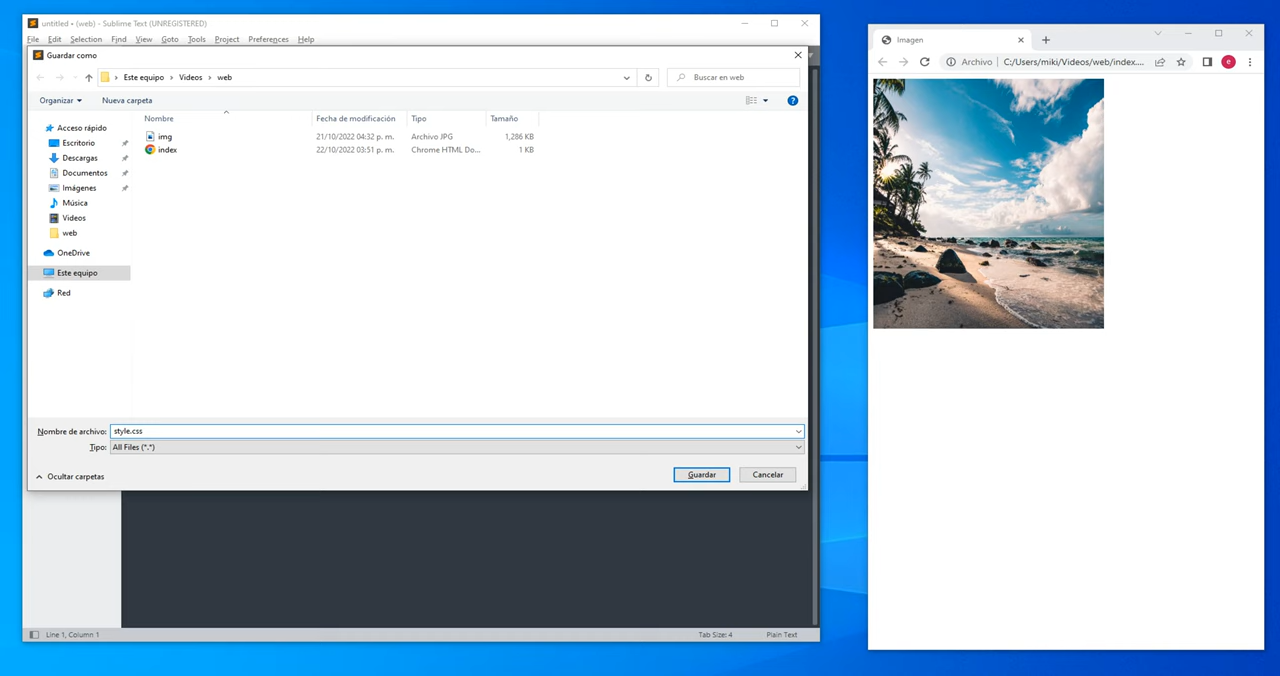 untitled • (web) - Sublime Text (UNREGISTERED)
File Edit Selection Find View Goto Tools Project Preferences Help
Guardar como
Este equipo > Videos > web
Buscar en web
Organizar Nueva carpeta
Nombre Fecha de modificación Tipo Tamaño
img 21/10/2022 04:32 p. m. Archivo JPG 1,286 KB
index 22/10/2022 03:51 p. m. Chrome HTML Do... 1 KB
Acceso rápido
Escritorio
Descargas
Documentos
Imágenes
Música
Videos
web
OneDrive
Este equipo
Red
Nombre de archivo: style.css
Tipo: All Files (*.*)
Ocultar carpetas
Guardar Cancelar
Line 1, Column 1 Tab Size: 4 Plain Text
Imagen
Archivo | C:/Users/miki/Videos/web/index.... e